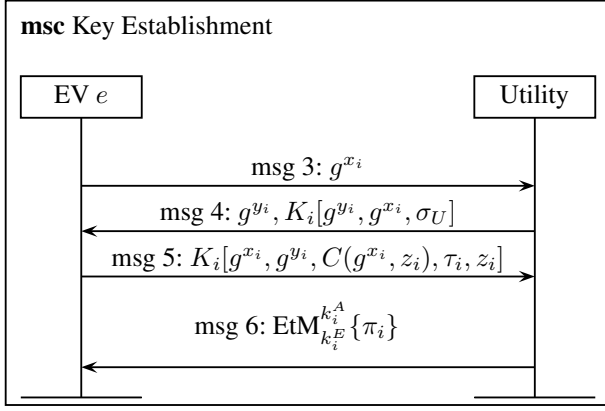 msc Key Establishment
EV e
Utility
msg 3: g^{x_i}
msg 4: g^{y_i}, K_i[g^{y_i}, g^{x_i}, σ_U]
msg 5: K_i[g^{x_i}, g^{y_i}, C(g^{x_i}, z_i), τ_i, z_i]
msg 6: EtM^{k_i^A}_{k_i^E}{π_i}